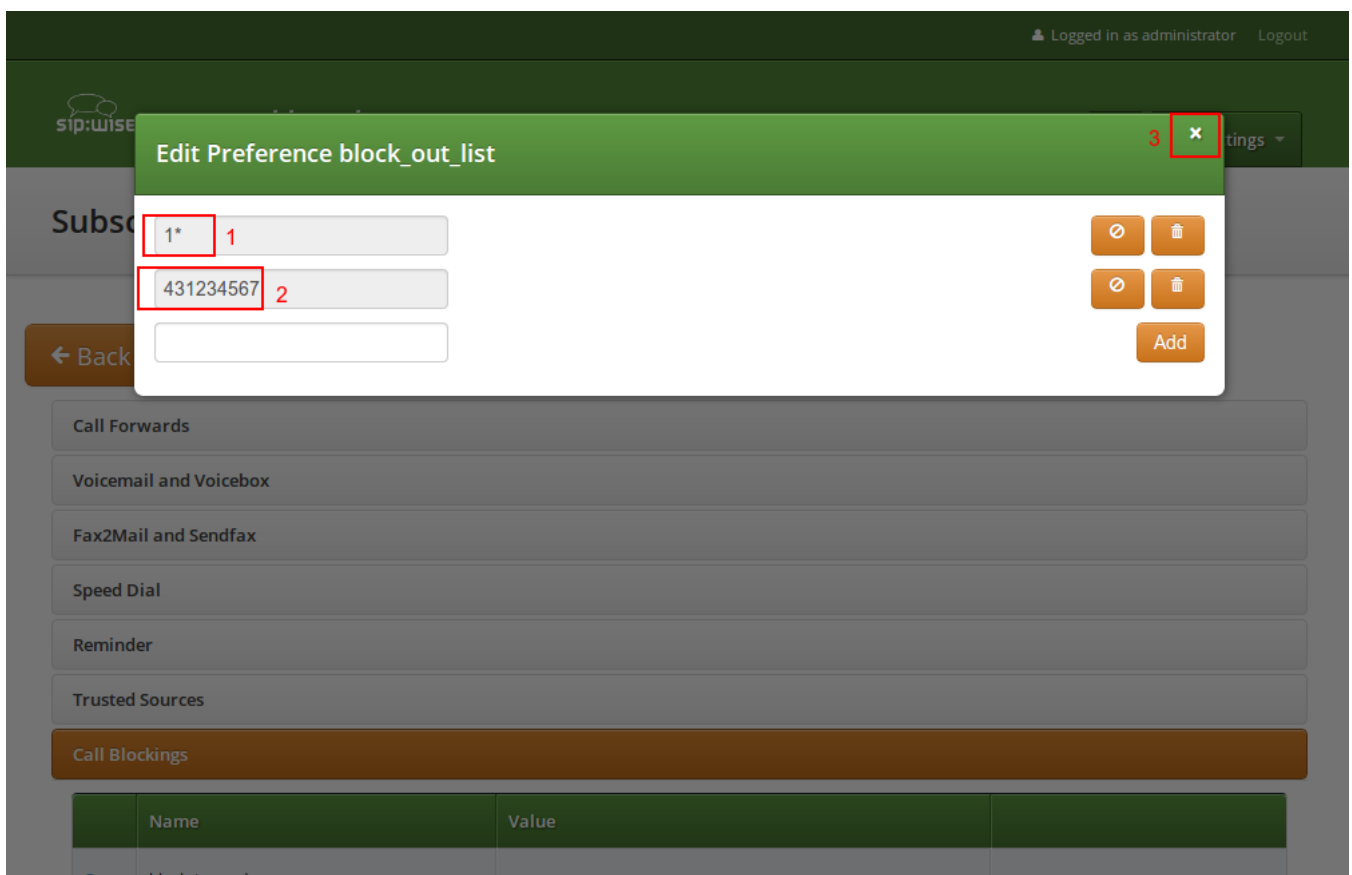 Logged in as administrator Logout
sip:wise
tings
Edit Preference block_out_list
3
Subsc
1* 1
431234567 2
Back
Add
Call Forwards
Voicemail and Voicebox
Fax2Mail and Sendfax
Speed Dial
Reminder
Trusted Sources
Call Blockings
Name Value